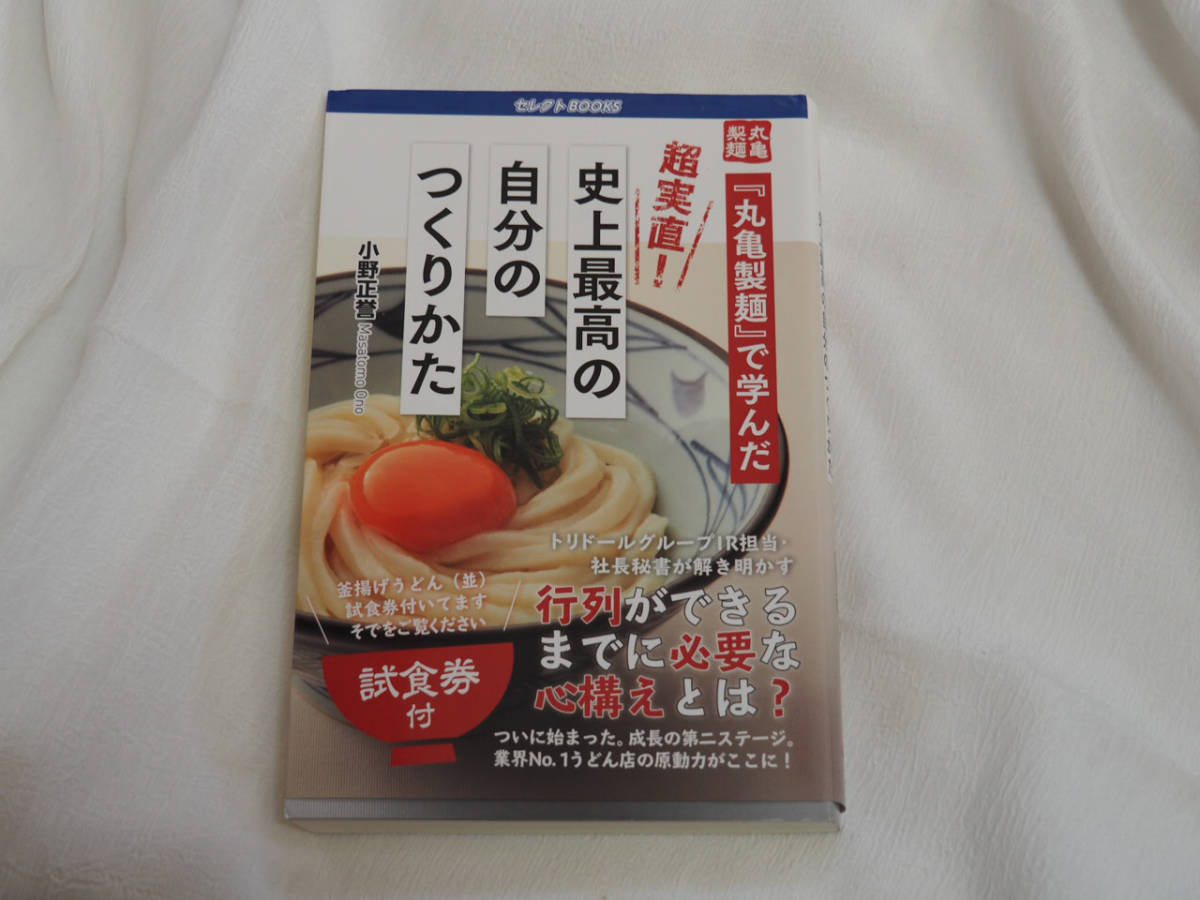 セレクトBOOKS
丸亀
製麺
『丸亀製麺』で学んだ
超実直!
史上最高の
自分の
つくりかた
小野正誉 Masatomo Ono
トリドールグループIR担当・
社長秘書が解き明かす
行列ができる
までに必要な
心構えとは?
ついに始まった。成長の第二ステージ。
業界No.1うどん店の原動力がここに!
釜揚げうどん(並)
試食券付いてます
そでをご覧ください
試食券
付